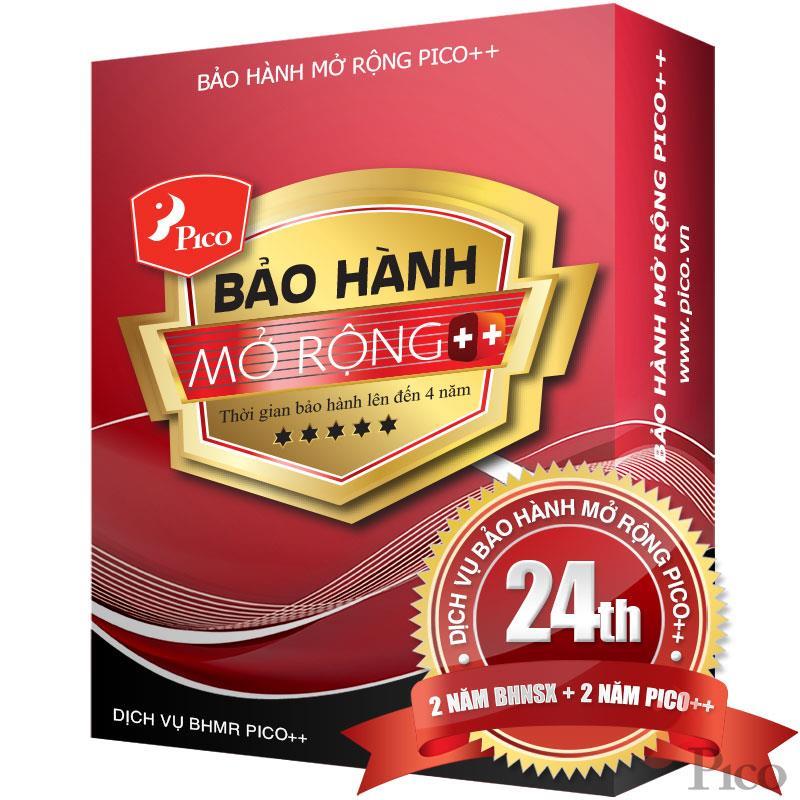 BẢO HÀNH MỞ RỘNG PICO++
PICO
BẢO HÀNH
MỞ RỘNG++
Thời gian bảo hành lên đến 4 năm
BẢO HÀNH MỞ RỘNG PICO++
www.pico.vn
DỊCH VỤ BẢO HÀNH MỞ RỘNG PICO++
24th
2 NĂM BHNSX + 2 NĂM PICO++
DỊCH VỤ BHMR PICO++
Pico